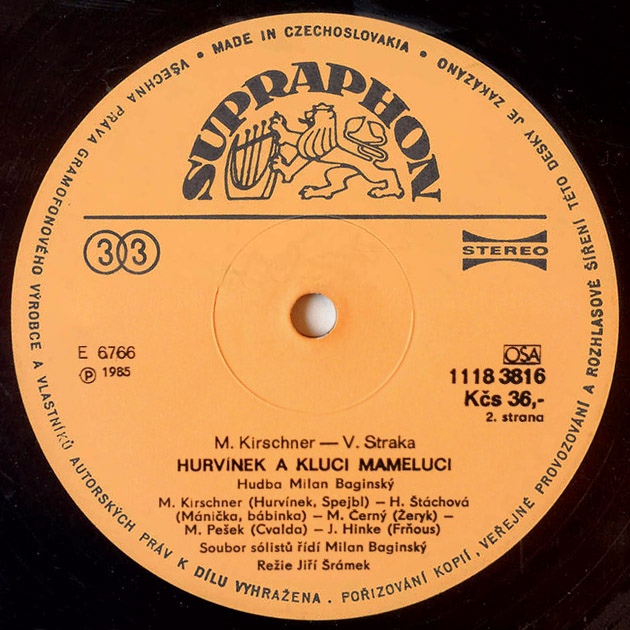 • MADE IN CZECHOSLOVAKIA •
VŠECHNA PRÁVA GRAMOFONOVÉHO VÝROBCE A VLASTNÍKŮ AUTORSKÝCH PRÁV K DÍLU VYHRAŽENA. POŘIZOVÁNÍ KOPIÍ, VEŘEJNÉ PROVOZOVÁNÍ A ROZHLASOVÉ ŠÍŘENÍ TÉTO DESKY JE ZAKÁZÁNO
SUPRAPHON
33
STEREO
E 6766
Ⓟ 1985
OSA
1118 3816
Kčs 36,-
2. strana
M. Kirschner — V. Straka
HURVÍNEK A KLUCI MAMELUCI
Hudba Milan Baginský
M. Kirschner (Hurvínek, Spejbl) — H. Štáchová
(Mánička, bábinka) — M. Černý (Žeryk) —
M. Pešek (Cvalda) — J. Hinke (Frňous)
Soubor sólistů řídí Milan Baginský
Režie Jiří Šrámek